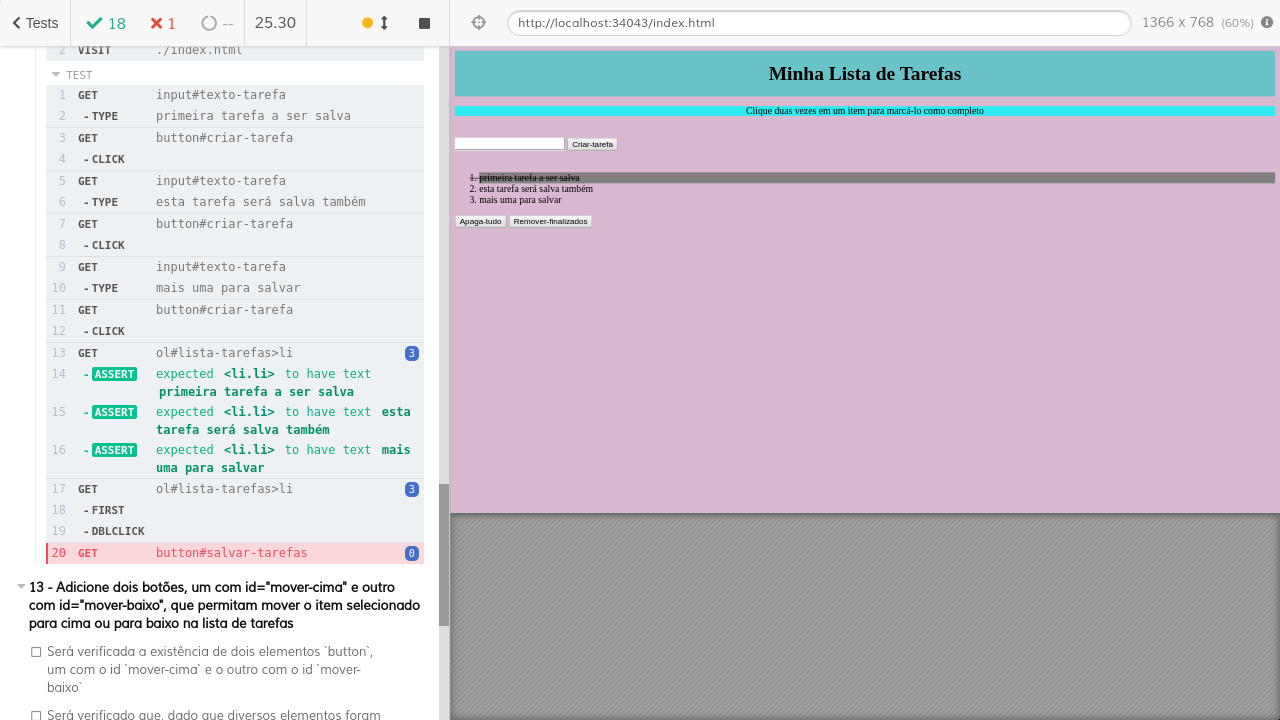 Tests 18 1 -- 25.30 http://localhost:34043/index.html 1366 x 768 (60%)
2 VISIT ./index.html
TEST
1 GET input#texto-tarefa
2 -TYPE primeira tarefa a ser salva
3 GET button#criar-tarefa
4 -CLICK
5 GET input#texto-tarefa
6 -TYPE esta tarefa será salva também
7 GET button#criar-tarefa
8 -CLICK
9 GET input#texto-tarefa
10 -TYPE mais uma para salvar
11 GET button#criar-tarefa
12 -CLICK
13 GET ol#lista-tarefas>li 3
14 -ASSERT expected <li.li> to have text
primeira tarefa a ser salva
15 -ASSERT expected <li.li> to have text esta
tarefa será salva também
16 -ASSERT expected <li.li> to have text mais
uma para salvar
17 GET ol#lista-tarefas>li 3
18 -FIRST
19 -DBLCLICK
20 GET button#salvar-tarefas 0
13 - Adicione dois botões, um com id="mover-cima" e outro
com id="mover-baixo", que permitam mover o item selecionado
para cima ou para baixo na lista de tarefas
Será verificada a existência de dois elementos `button`,
um com o id `mover-cima` e o outro com o id `mover-
baixo`
Será verificado que, dado que diversos elementos foram
Minha Lista de Tarefas
Clique duas vezes em um item para marcá-lo como completo
Criar-tarefa
1. primeira tarefa a ser salva
2. esta tarefa será salva também
3. mais uma para salvar
Apaga-tudo Remover-finalizados